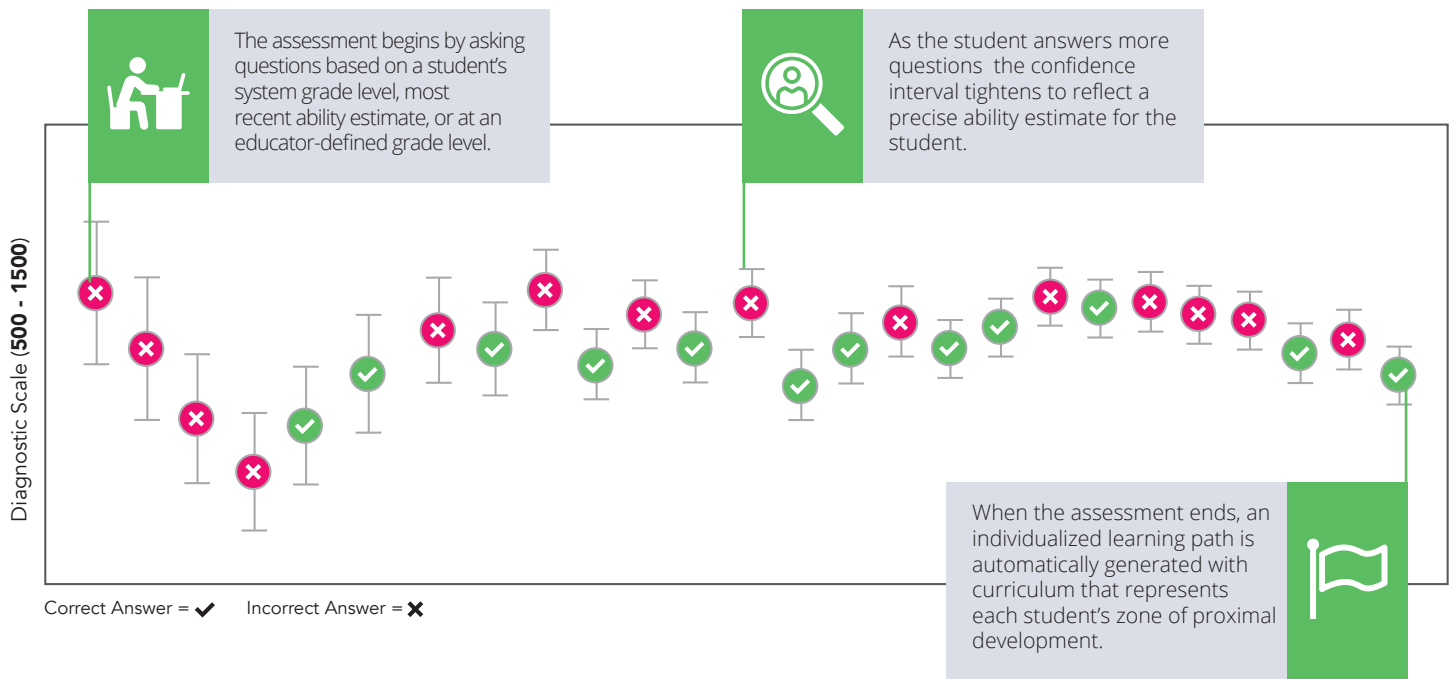 The assessment begins by asking
questions based on a student’s
system grade level, most
recent ability estimate, or at an
educator-defined grade level.
As the student answers more
questions the confidence
interval tightens to reflect a
precise ability estimate for the
student.
Diagnostic Scale (500 - 1500)
When the assessment ends, an
individualized learning path is
automatically generated with
curriculum that represents
each student’s zone of proximal
development.
Correct Answer = ✔ Incorrect Answer = ✖